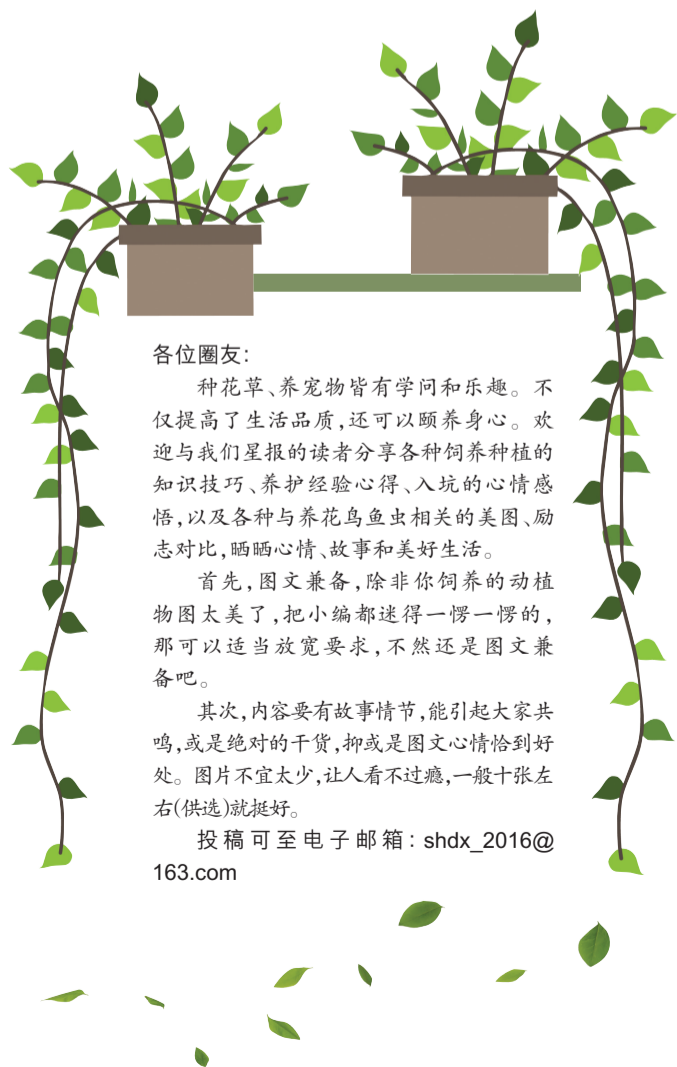 各位圈友：
种花草、养宠物皆有学问和乐趣。不
仅提高了生活品质，还可以颐养身心。欢
迎与我们星报的读者分享各种饲养种植的
知识技巧、养护经验心得、入坑的心情感
悟，以及各种与养花鸟鱼虫相关的美图、励
志对比，晒晒心情、故事和美好生活。
首先，图文兼备，除非你饲养的动植
物图太美了，把小编都迷得一愣一愣的，
那可以适当放宽要求，不然还是图文兼
备吧。
其次，内容要有故事情节，能引起大家共
鸣，或是绝对的干货，抑或是图文心情恰到好
处。图片不宜太少，让人看不过瘾，一般十张左
右(供选)就挺好。
投稿可至电子邮箱：shdx_2016@
163.com